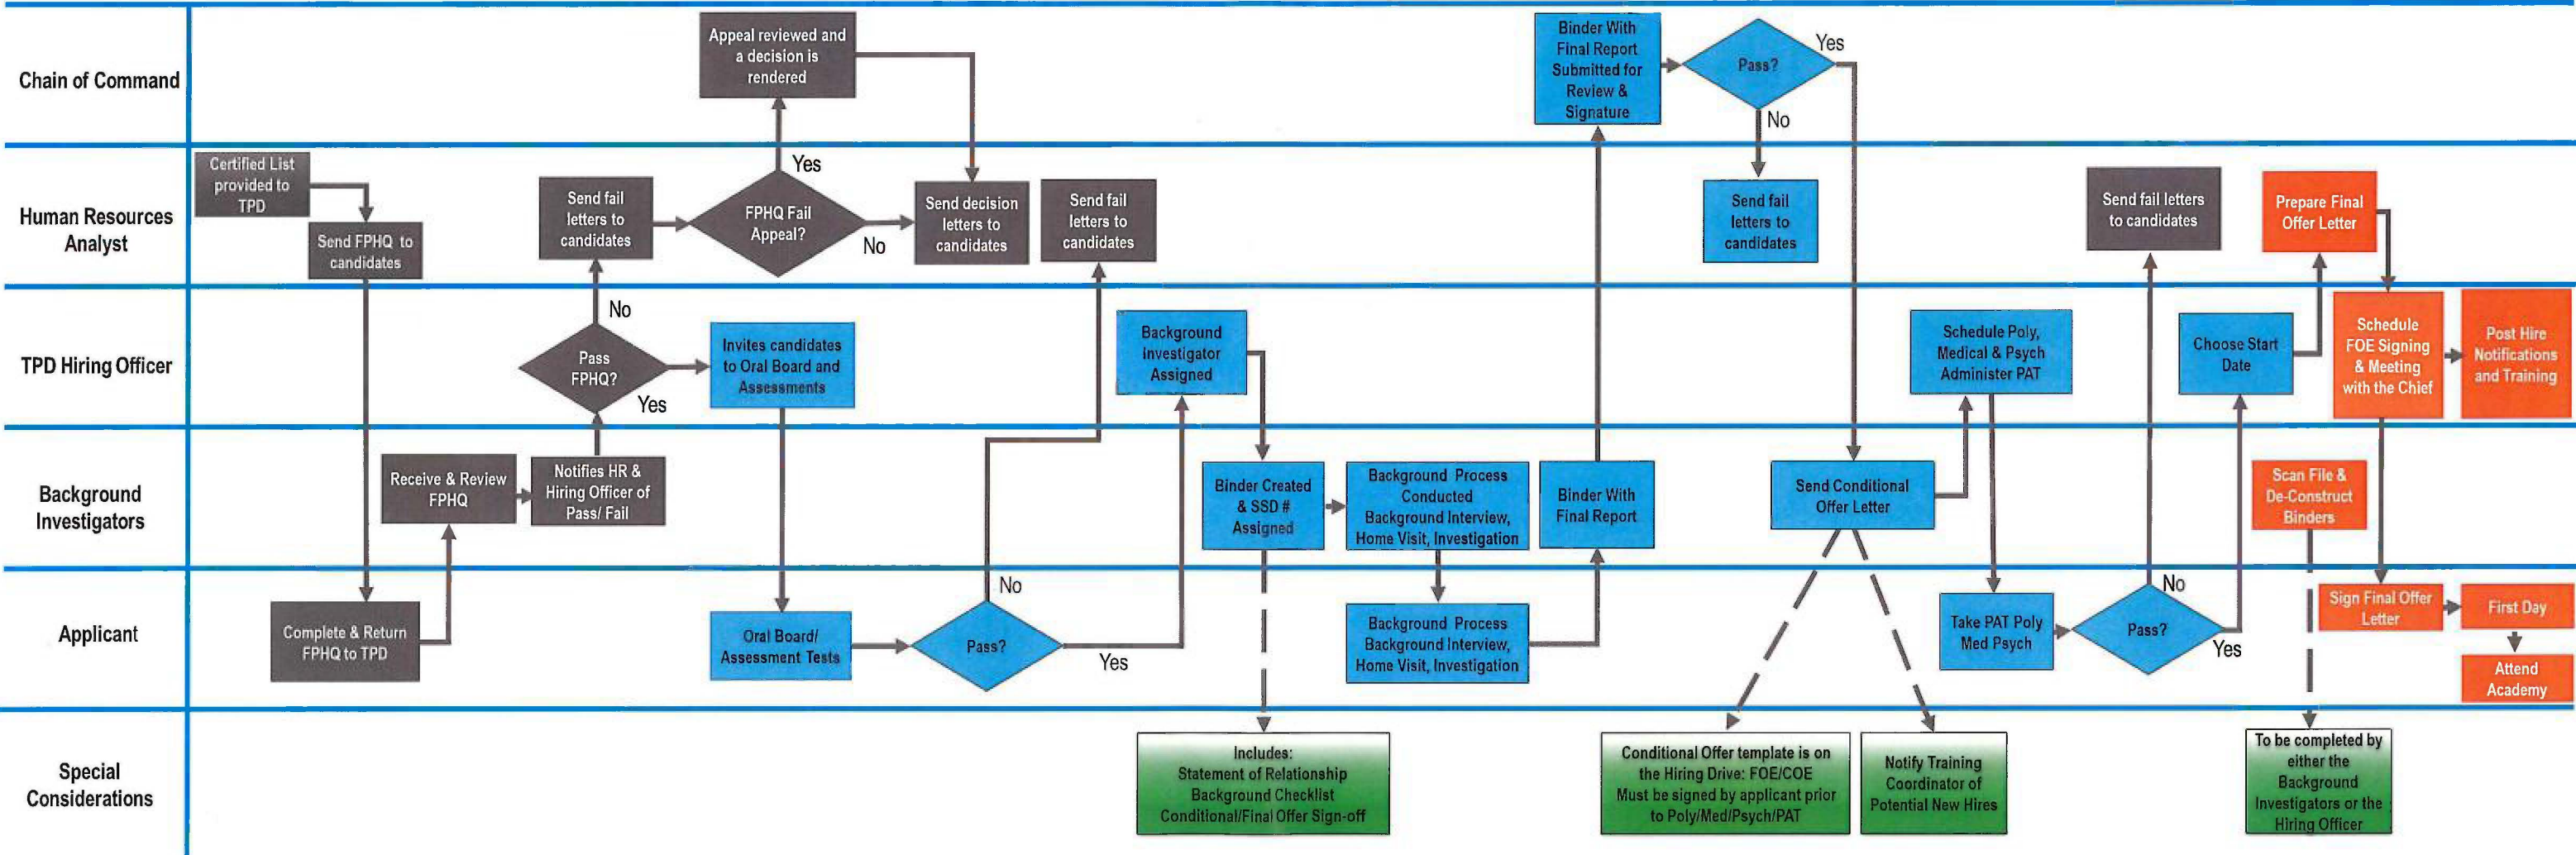 Chain of Command
Appeal reviewed and
a decision is
rendered
Binder With
Final Report
Submitted for
Review &
Signature
Pass?
Yes
No
Human Resources
Analyst
Certified List
provided to
TPD
Send FPHQ to
candidates
Send fail
letters to
candidates
Yes
FPHQ Fail
Appeal?
No
Send decision
letters to
candidates
Send fail
letters to
candidates
Send fail
letters to
candidates
Send fail letters
to candidates
Prepare Final
Offer Letter
TPD Hiring Officer
No
Pass
FPHQ?
Yes
Invites candidates
to Oral Board and
Assessments
Background
Investigator
Assigned
Schedule Poly,
Medical & Psych
Administer PAT
Choose Start
Date
Schedule
FOE Signing
& Meeting
with the Chief
Post Hire
Notifications
and Training
Background
Investigators
Receive & Review
FPHQ
Notifies HR &
Hiring Officer of
Pass/ Fail
Binder Created
& SSD #
Assigned
Background Process
Conducted
Background Interview,
Home Visit, Investigation
Binder With
Final Report
Send Conditional
Offer Letter
Scan File &
De-Construct
Binders
Applicant
Complete & Return
FPHQ to TPD
Oral Board/
Assessment Tests
Pass?
No
Yes
Background Process
Background Interview,
Home Visit, Investigation
Take PAT Poly
Med Psych
Pass?
No
Yes
Sign Final Offer
Letter
First Day
Attend
Academy
Special
Considerations
Includes:
Statement of Relationship
Background Checklist
Conditional/Final Offer Sign-off
Conditional Offer template is on
the Hiring Drive: FOE/COE
Must be signed by applicant prior
to Poly/Med/Psych/PAT
Notify Training
Coordinator of
Potential New Hires
To be completed by
either the
Background
Investigators or the
Hiring Officer